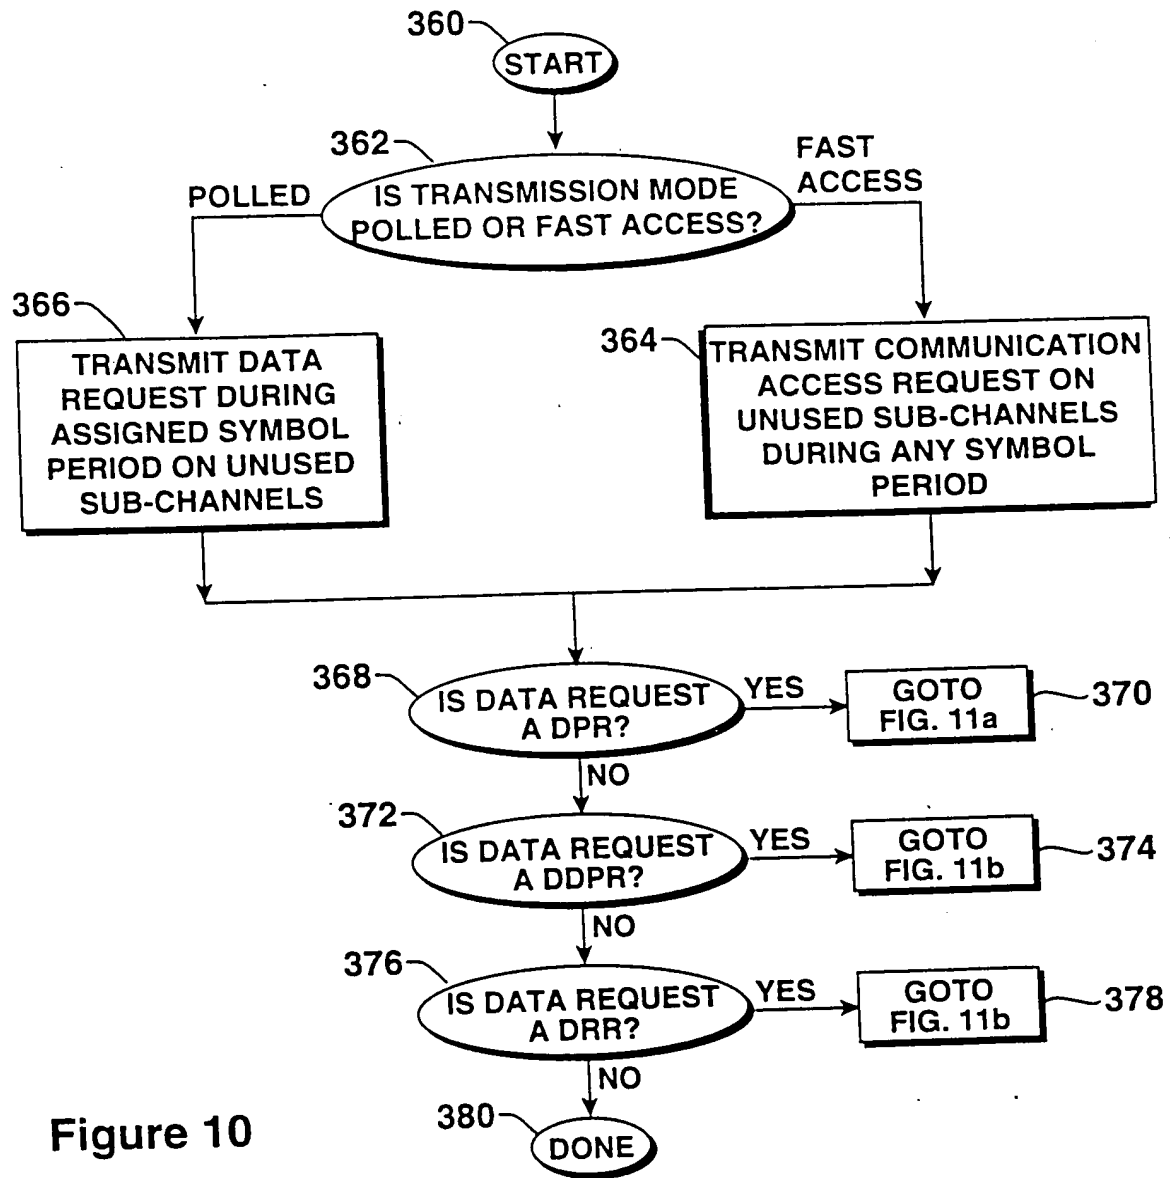 360
START
362
IS TRANSMISSION MODE
POLLED OR FAST ACCESS?
POLLED
FAST
ACCESS
366
TRANSMIT DATA
REQUEST DURING
ASSIGNED SYMBOL
PERIOD ON UNUSED
SUB-CHANNELS
364
TRANSMIT COMMUNICATION
ACCESS REQUEST ON
UNUSED SUB-CHANNELS
DURING ANY SYMBOL
PERIOD
368
IS DATA REQUEST
A DPR?
YES
GOTO
FIG. 11a
370
NO
372
IS DATA REQUEST
A DDPR?
YES
GOTO
FIG. 11b
374
NO
376
IS DATA REQUEST
A DRR?
YES
GOTO
FIG. 11b
378
NO
380
DONE
Figure 10